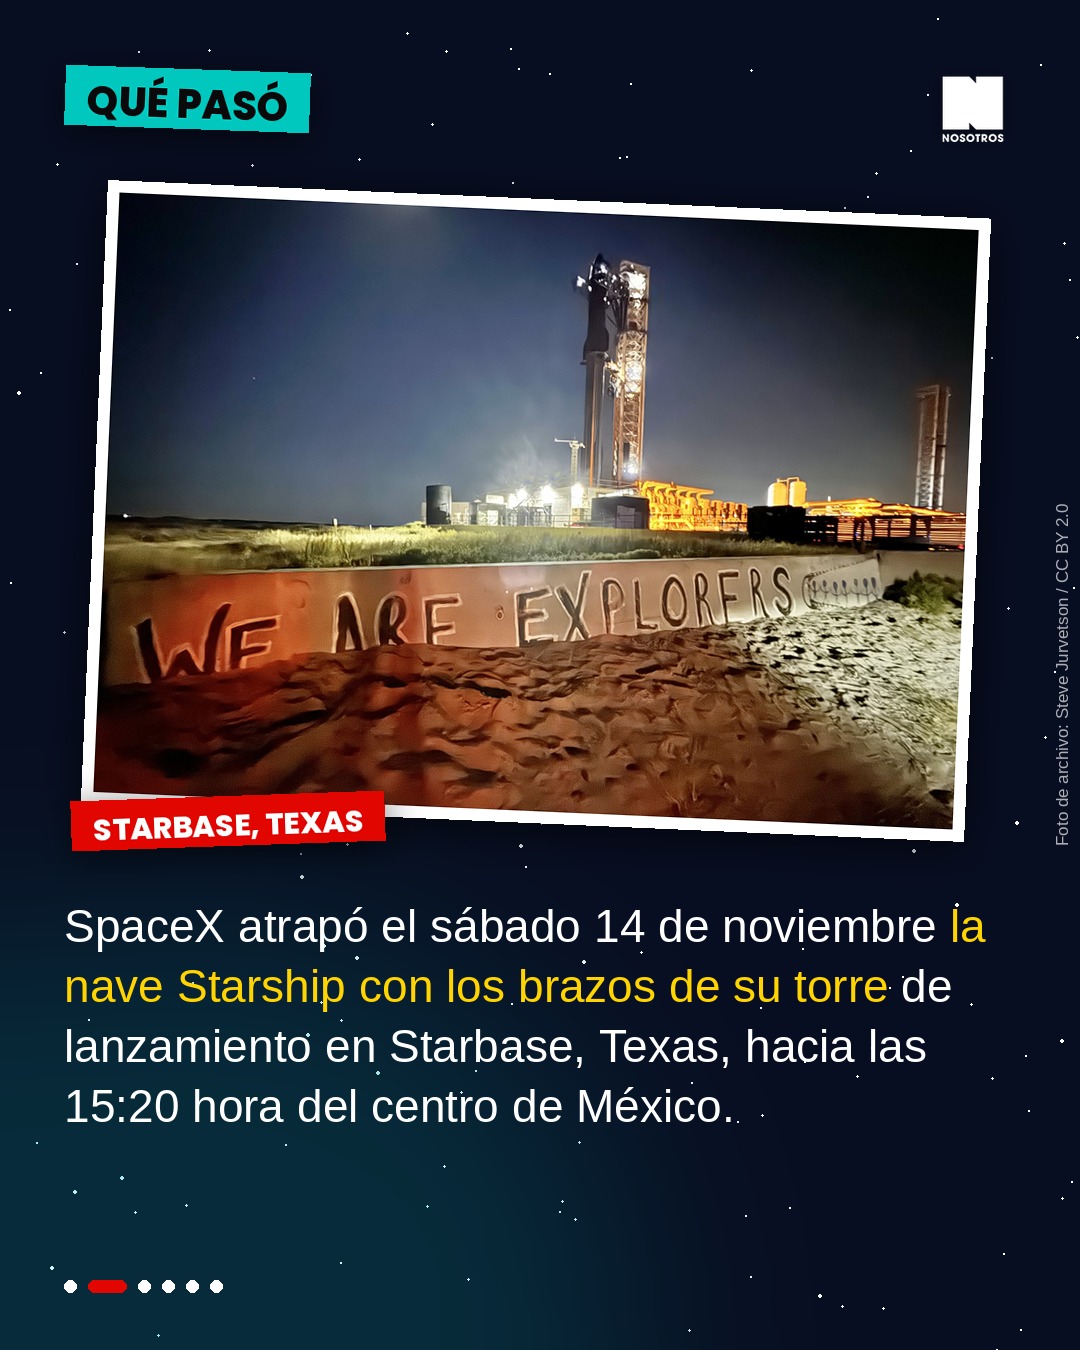 QUÉ PASÓ
NOSOTROS
WE ARE EXPLORERS
STARBASE, TEXAS
Foto de archivo: Steve Jurvetson / CC BY 2.0
SpaceX atrapó el sábado 14 de noviembre la
nave Starship con los brazos de su torre de
lanzamiento en Starbase, Texas, hacia las
15:20 hora del centro de México.